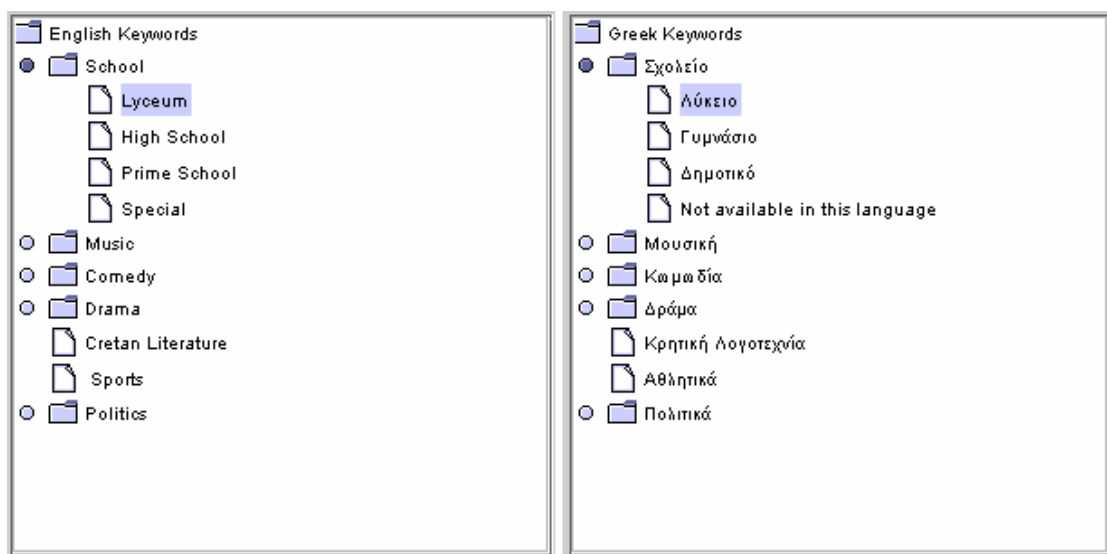 English Keywords
School
Lyceum
High School
Prime School
Special
Music
Comedy
Drama
Cretan Literature
Sports
Politics
Greek Keywords
Σχολείο
Λύκειο
Γυμνάσιο
Δημοτικό
Not available in this language
Μουσική
Κωμωδία
Δράμα
Κρητική Λογοτεχνία
Αθλητικά
Πολιτικά